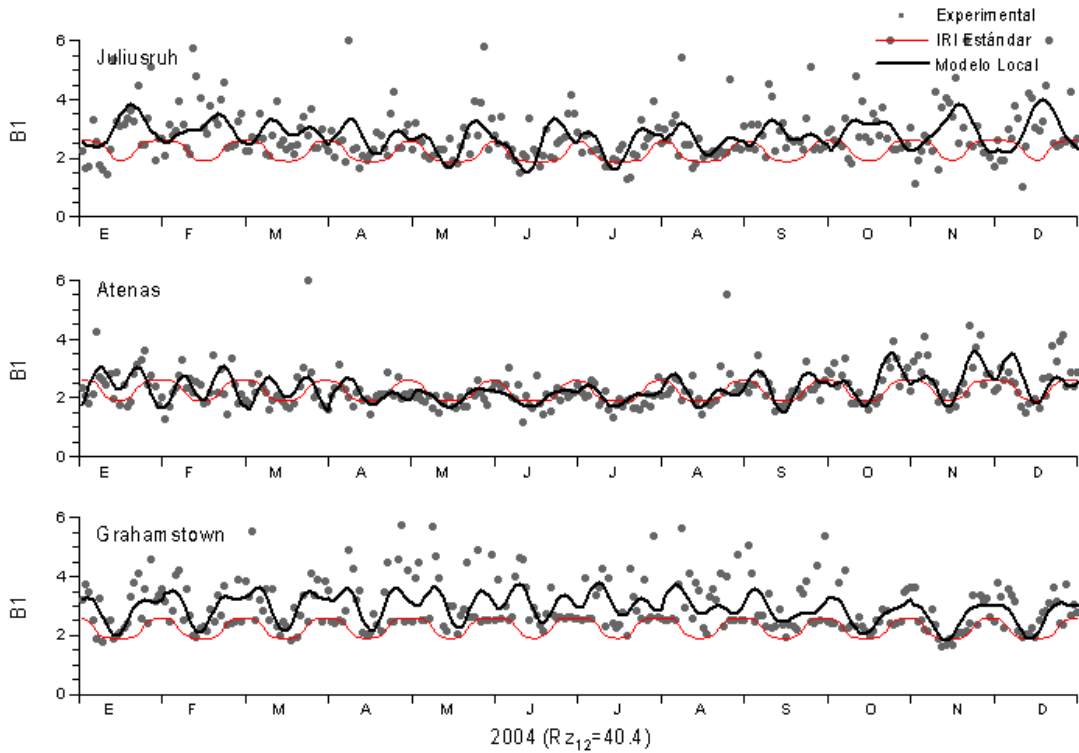 Experimental
IRI Estándar
Modelo Local
Juliusruh
B1
6
4
2
0
E F M A M J J A S O N D
Atenas
B1
6
4
2
0
E F M A M J J A S O N D
Grahamstown
B1
6
4
2
0
E F M A M J J A S O N D
2004 (Rz12=40.4)